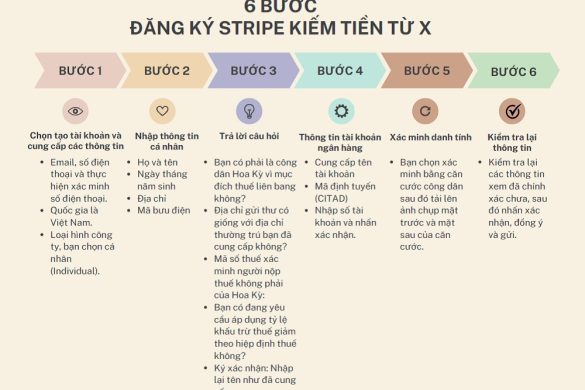 6 BƯỚC
ĐĂNG KÝ STRIPE KIẾM TIỀN TỪ X
BƯỚC 1
BƯỚC 2
BƯỚC 3
BƯỚC 4
BƯỚC 5
BƯỚC 6
Chọn tạo tài khoản và
cung cấp các thông tin
• Email, số điện
thoại và thực
hiện xác minh
số điện thoại.
• Quốc gia là
Việt Nam.
• Loại hình công
ty, bạn chọn cá
nhân
(Individual).
Nhập thông tin
cá nhân
• Họ và tên
• Ngày tháng
năm sinh
• Địa chỉ
• Mã bưu điện
Trả lời câu hỏi
• Bạn có phải là công
dân Hoa Kỳ vì mục
đích thuế liên bang
không?
• Địa chỉ gửi thư có
giống với địa chỉ
thường trú bạn đã
cung cấp không?
• Mã số thuế xác
minh người nộp
thuế không phải
của Hoa Kỳ:
• Bạn có đang yêu
cầu áp dụng tỷ lệ
khấu trừ thuế giảm
theo hiệp định thuế
không?
• Ký xác nhận: Nhập
lại tên như đã cung
Thông tin tài khoản
ngân hàng
• Cung cấp tên
tài khoản
• Mã định tuyến
(CITAD)
• Nhập số tài
khoản và nhấn
xác nhận.
Xác minh danh tính
• Bạn chọn xác
minh bằng căn
cước công dân
sau đó tải lên
ảnh chụp mặt
trước và mặt
sau của căn
cước.
Kiểm tra lại
thông tin
• Kiểm tra lại
các thông tin
xem đã chính
xác chưa, sau
đó nhấn xác
nhận, đồng ý
và gửi.